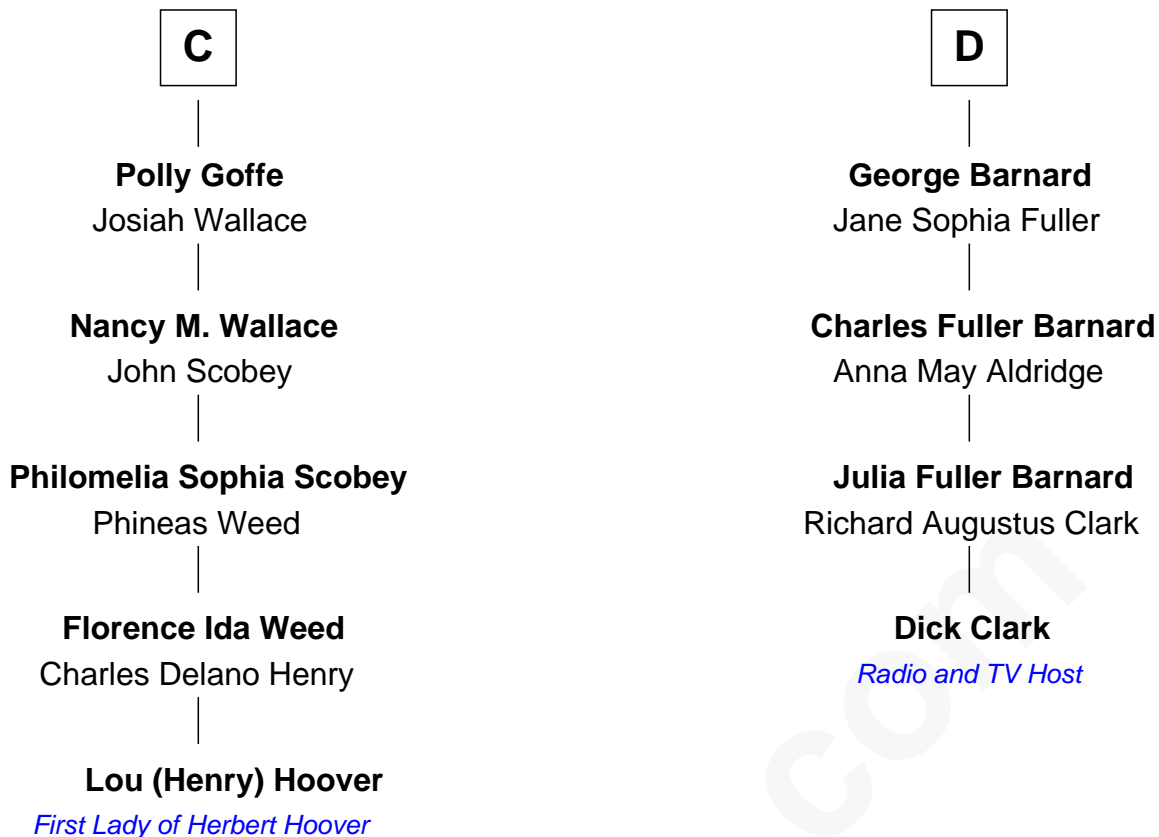 C
Polly Goffe
Josiah Wallace
Nancy M. Wallace
John Scobey
Philomelia Sophia Scobey
Phineas Weed
Florence Ida Weed
Charles Delano Henry
Lou (Henry) Hoover
First Lady of Herbert Hoover
D
George Barnard
Jane Sophia Fuller
Charles Fuller Barnard
Anna May Aldridge
Julia Fuller Barnard
Richard Augustus Clark
Dick Clark
Radio and TV Host
com